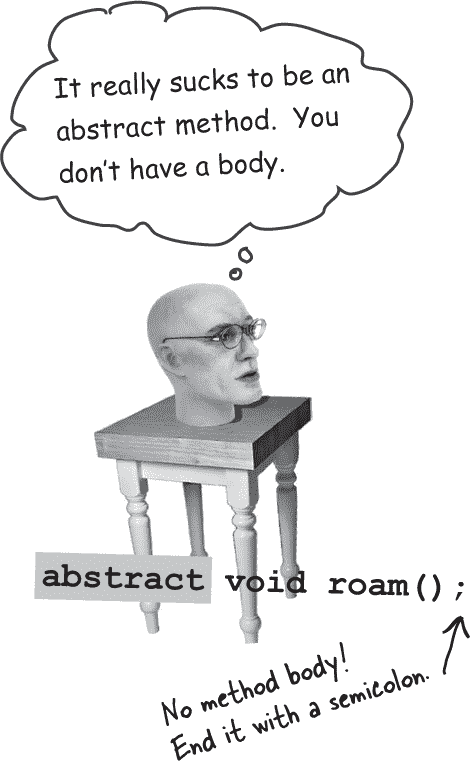 It really sucks to be an
abstract method.  You
don't have a body.
abstract void roam();
No method body!
End it with a semicolon.